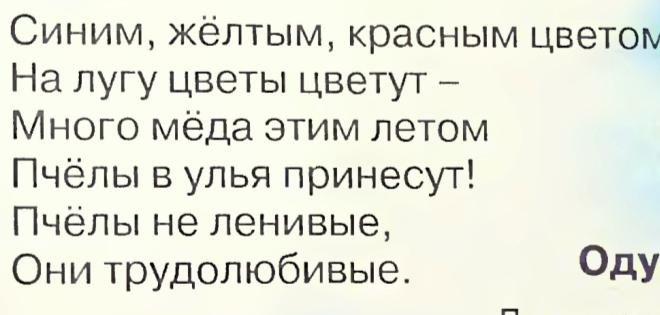 Синим, жёлтым, красным цветом
На лугу цветы цветут –
Много мёда этим летом
Пчёлы в улья принесут!
Пчёлы не ленивые,
Они трудолюбивые.
Оду